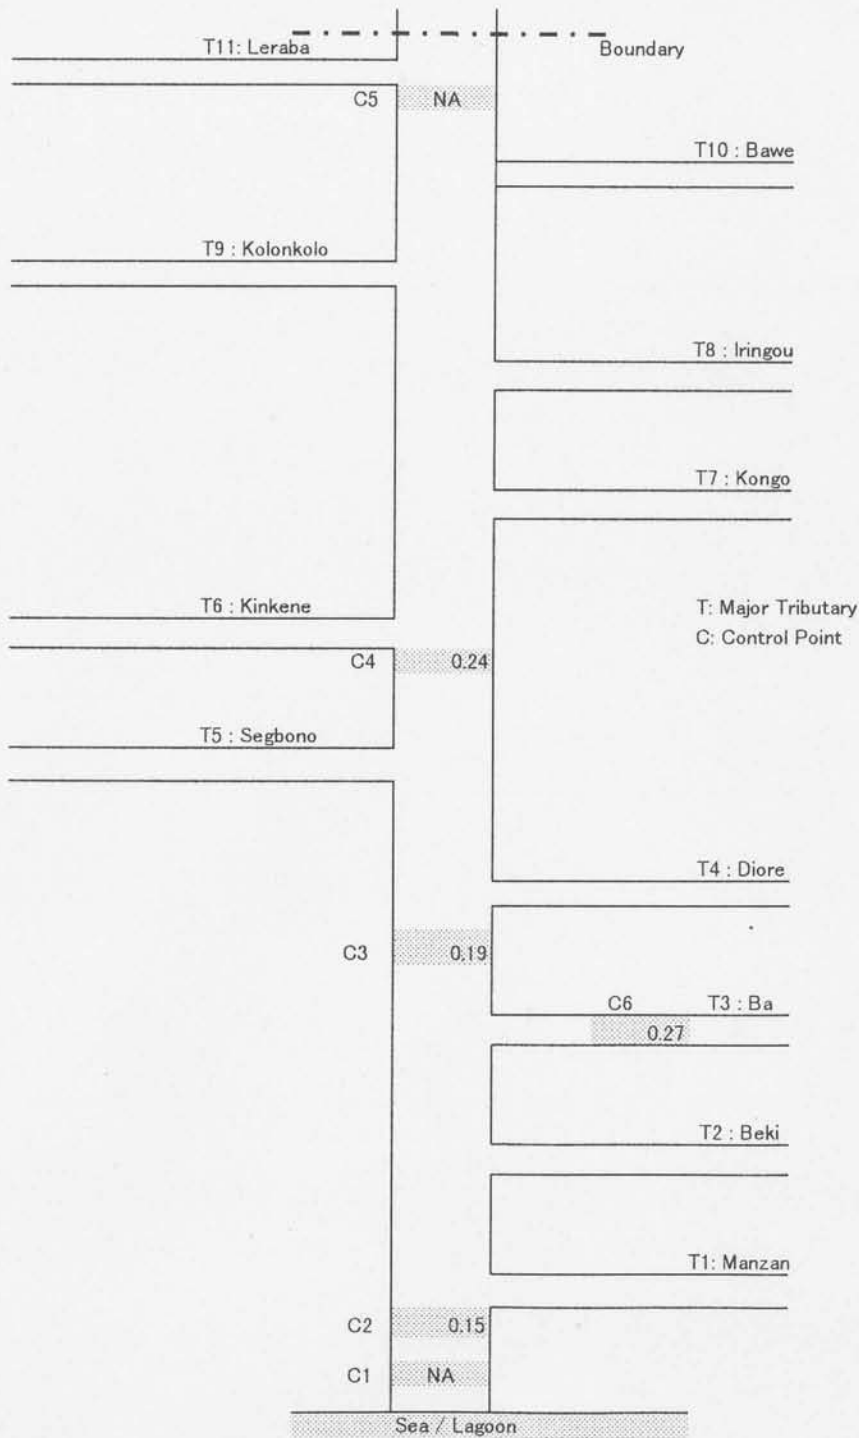 T11: Leraba
Boundary
C5 NA
T10 : Bawe
T9 : Kolonkolo
T8 : Iringou
T7 : Kongo
T6 : Kinkene
T: Major Tributary
C: Control Point
C4 0.24
T5 : Segbono
T4 : Diore
C3 0.19
C6 T3 : Ba
0.27
T2 : Beki
T1: Manzan
C2 0.15
C1 NA
Sea / Lagoon